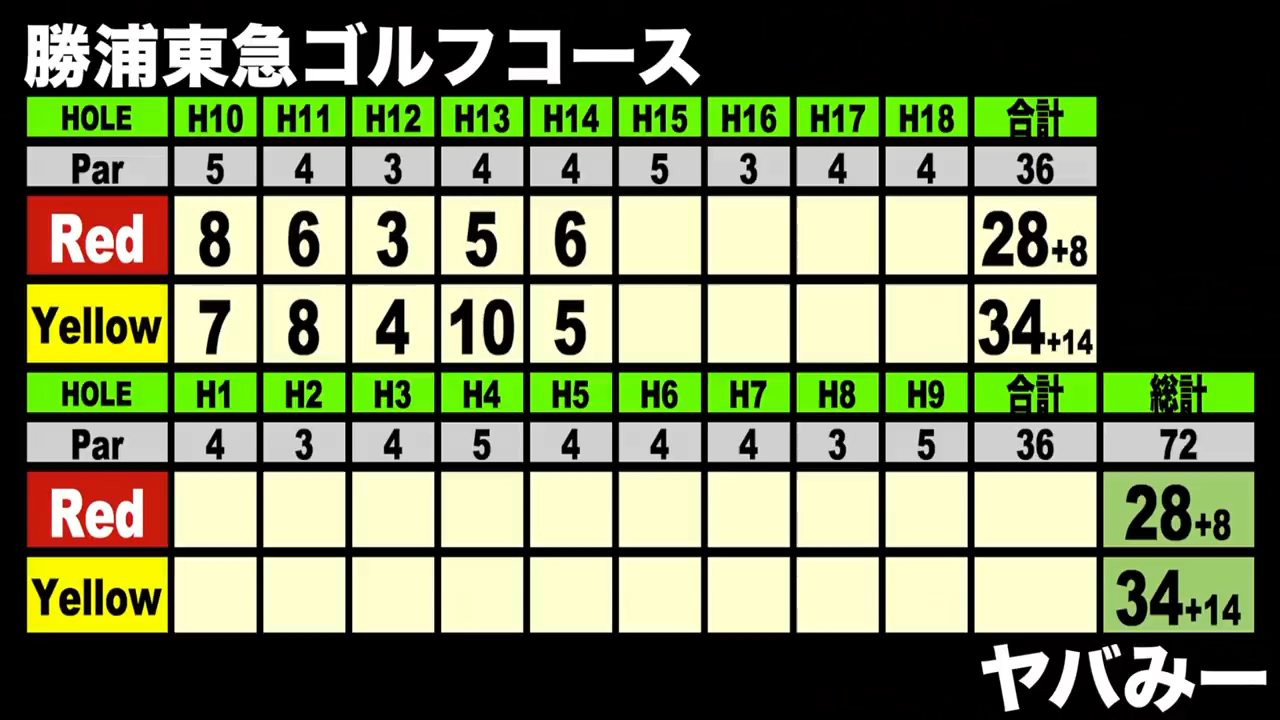 勝浦東急ゴルフコース
HOLE H10 H11 H12 H13 H14 H15 H16 H17 H18 合計
Par 5 4 3 4 4 5 3 4 4 36
Red 8 6 3 5 6 28+8
Yellow 7 8 4 10 5 34+14
HOLE H1 H2 H3 H4 H5 H6 H7 H8 H9 合計 総計
Par 4 3 4 5 4 4 4 3 5 36 72
Red 28+8
Yellow 34+14
ヤバみー